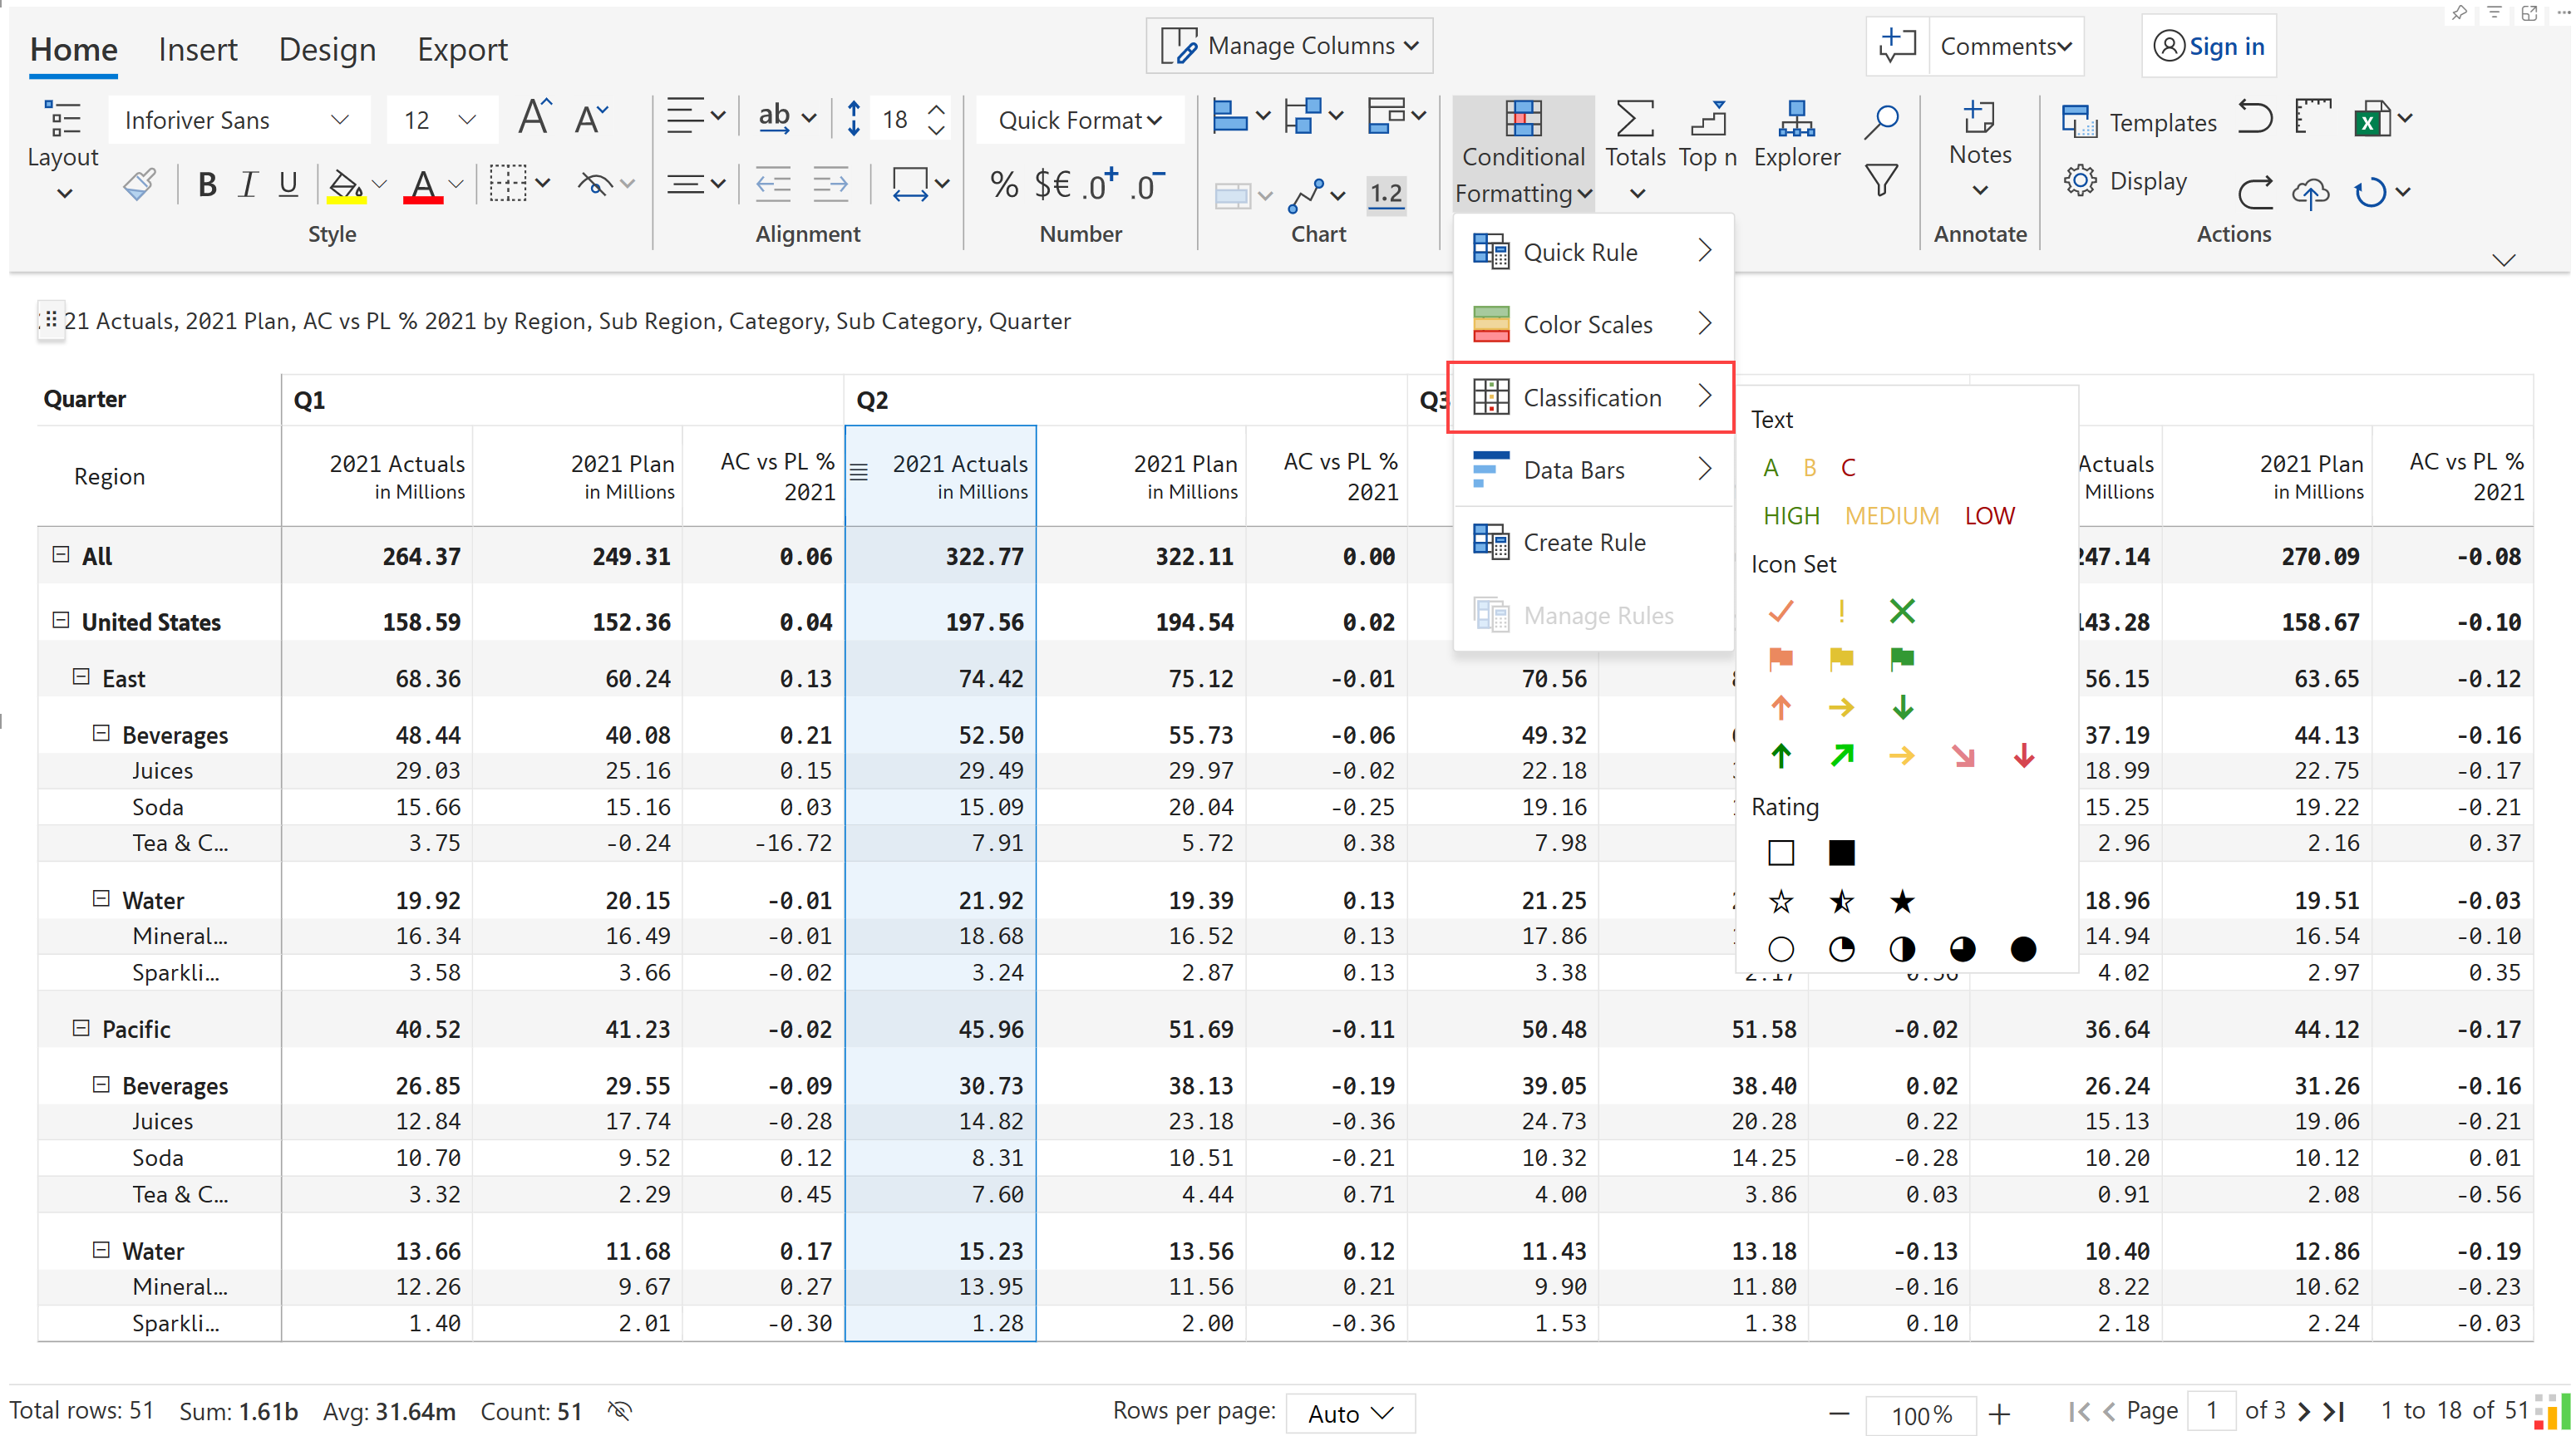 Home Insert Design Export Manage Columns Comments Sign in
Inforiver Sans 12 18 Quick Format
Layout
ab
B I U A
% $€ .0+ .0-
1.2
Conditional Formatting Totals Top n Explorer
Notes
Templates
Display
Style Alignment Number Chart Annotate Actions
21 Actuals, 2021 Plan, AC vs PL % 2021 by Region, Sub Region, Category, Sub Category, Quarter
Quick Rule
Color Scales
Classification
Data Bars
Create Rule
Manage Rules
Text
A B C
HIGH MEDIUM LOW
Icon Set
Rating
Quarter Q1 Q2 Q3
Region 2021 Actuals in Millions 2021 Plan in Millions AC vs PL % 2021 2021 Actuals in Millions 2021 Plan in Millions AC vs PL % 2021 Actuals Millions 2021 Plan in Millions AC vs PL % 2021
All 264.37 249.31 0.06 322.77 322.11 0.00 247.14 270.09 -0.08
United States 158.59 152.36 0.04 197.56 194.54 0.02 143.28 158.67 -0.10
East 68.36 60.24 0.13 74.42 75.12 -0.01 70.56 56.15 63.65 -0.12
Beverages 48.44 40.08 0.21 52.50 55.73 -0.06 49.32 37.19 44.13 -0.16
Juices 29.03 25.16 0.15 29.49 29.97 -0.02 22.18 18.99 22.75 -0.17
Soda 15.66 15.16 0.03 15.09 20.04 -0.25 19.16 15.25 19.22 -0.21
Tea & C... 3.75 -0.24 -16.72 7.91 5.72 0.38 7.98 2.96 2.16 0.37
Water 19.92 20.15 -0.01 21.92 19.39 0.13 21.25 18.96 19.51 -0.03
Mineral... 16.34 16.49 -0.01 18.68 16.52 0.13 17.86 14.94 16.54 -0.10
Sparkli... 3.58 3.66 -0.02 3.24 2.87 0.13 3.38 4.02 2.97 0.35
Pacific 40.52 41.23 -0.02 45.96 51.69 -0.11 50.48 51.58 -0.02 36.64 44.12 -0.17
Beverages 26.85 29.55 -0.09 30.73 38.13 -0.19 39.05 38.40 0.02 26.24 31.26 -0.16
Juices 12.84 17.74 -0.28 14.82 23.18 -0.36 24.73 20.28 0.22 15.13 19.06 -0.21
Soda 10.70 9.52 0.12 8.31 10.51 -0.21 10.32 14.25 -0.28 10.20 10.12 0.01
Tea & C... 3.32 2.29 0.45 7.60 4.44 0.71 4.00 3.86 0.03 0.91 2.08 -0.56
Water 13.66 11.68 0.17 15.23 13.56 0.12 11.43 13.18 -0.13 10.40 12.86 -0.19
Mineral... 12.26 9.67 0.27 13.95 11.56 0.21 9.90 11.80 -0.16 8.22 10.62 -0.23
Sparkli... 1.40 2.01 -0.30 1.28 2.00 -0.36 1.53 1.38 0.10 2.18 2.24 -0.03
Total rows: 51 Sum: 1.61b Avg: 31.64m Count: 51 Rows per page: Auto 100% Page 1 of 3 1 to 18 of 51